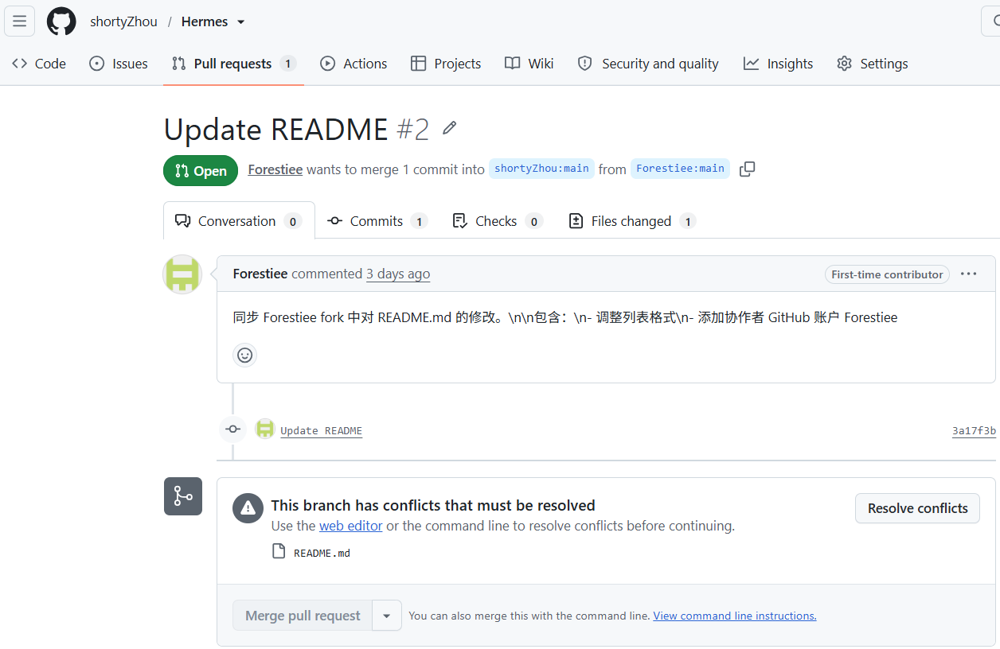 shortyZhou / Hermes
Code Issues Pull requests 1 Actions Projects Wiki Security and quality Insights Settings
Update README #2
Open Forestiee wants to merge 1 commit into shortyZhou:main from Forestiee:main
Conversation 0 Commits 1 Checks 0 Files changed 1
Forestiee commented 3 days ago First-time contributor
同步 Forestiee fork 中对 README.md 的修改。\n\n包含：\n- 调整列表格式\n- 添加协作者 GitHub 账户 Forestiee
Update README 3a17f3b
This branch has conflicts that must be resolved
Resolve conflicts
Use the web editor or the command line to resolve conflicts before continuing.
README.md
Merge pull request You can also merge this with the command line. View command line instructions.